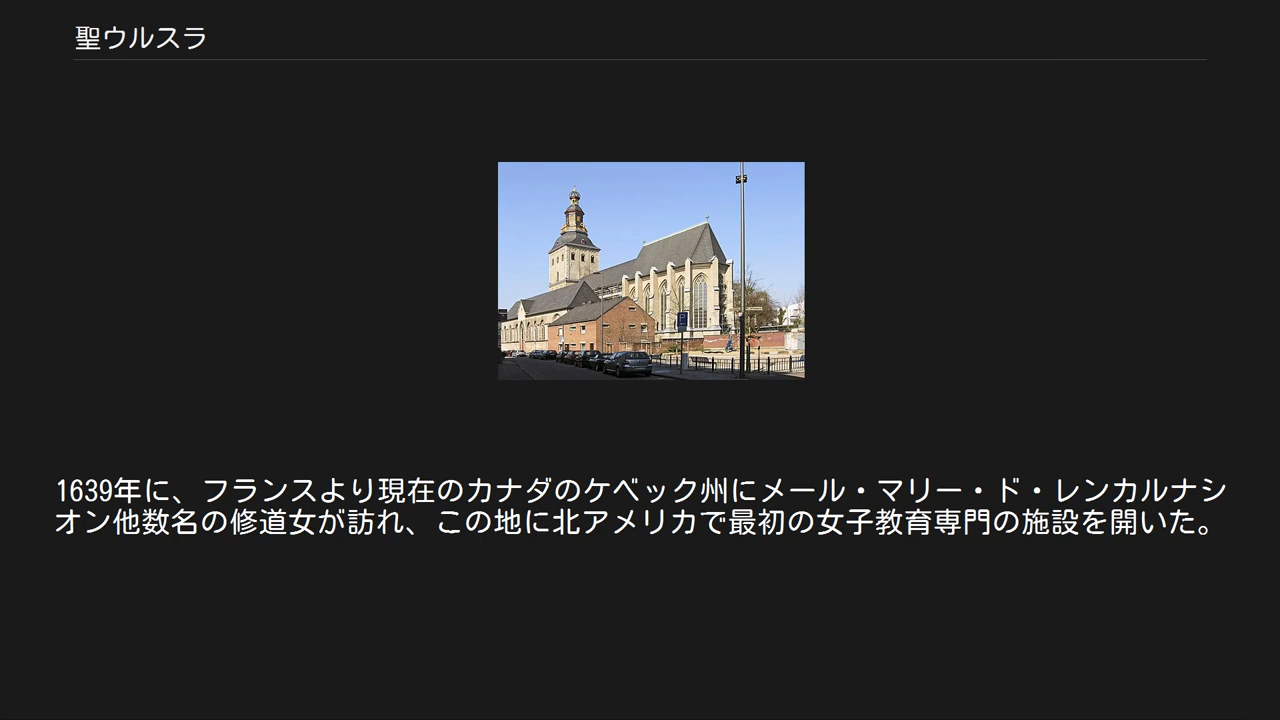 聖ウルスラ
P
1639年に、フランスより現在のカナダのケベック州にメール・マリー・ド・レンカルナシ
オン他数名の修道女が訪れ、この地に北アメリカで最初の女子教育専門の施設を開いた。